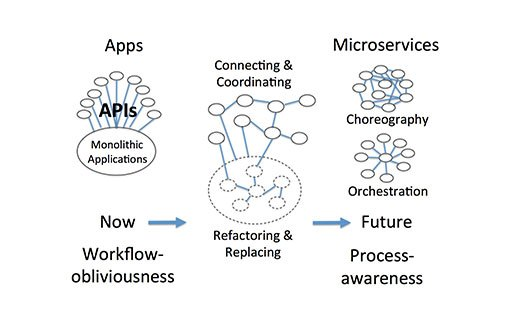 Apps
APIs
Monolithic
Applications
Now
Workflow-
obliviousness
Connecting &
Coordinating
Refactoring &
Replacing
Microservices
Choreography
Orchestration
Future
Process-
awareness